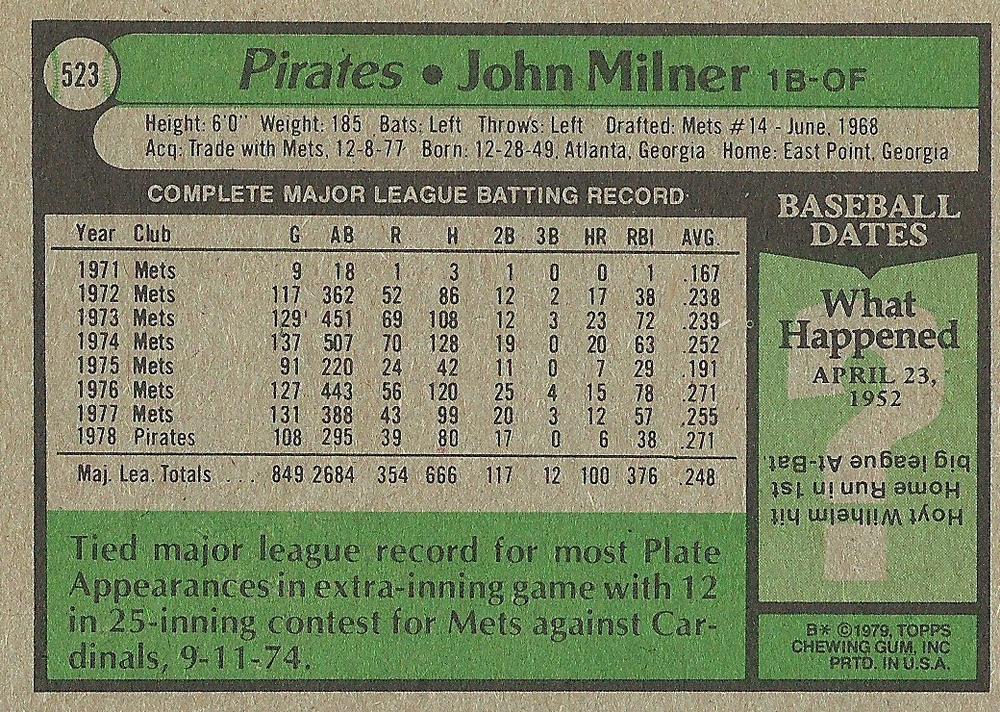 523
Pirates • John Milner 1B-OF
Height: 6'0" Weight: 185 Bats: Left Throws: Left Drafted: Mets #14 - June, 1968
Acq: Trade with Mets, 12-8-77 Born: 12-28-49, Atlanta, Georgia Home: East Point, Georgia
COMPLETE MAJOR LEAGUE BATTING RECORD
Year Club G AB R H 2B 3B HR RBI AVG.
1971 Mets 9 18 1 3 1 0 0 1 .167
1972 Mets 117 362 52 86 12 2 17 38 .238
1973 Mets 129 451 69 108 12 3 23 72 .239
1974 Mets 137 507 70 128 19 0 20 63 .252
1975 Mets 91 220 24 42 11 0 7 29 .191
1976 Mets 127 443 56 120 25 4 15 78 .271
1977 Mets 131 388 43 99 20 3 12 57 .255
1978 Pirates 108 295 39 80 17 0 6 38 .271
Maj. Lea. Totals ... 849 2684 354 666 117 12 100 376 .248
Tied major league record for most Plate
Appearances in extra-inning game with 12
in 25-inning contest for Mets against Car-
dinals, 9-11-74.
BASEBALL
DATES
What
Happened
APRIL 23,
1952
?
Hoyt Wilhelm hit
Home Run in 1st
big league At-Bat.
B* ©1979, TOPPS
CHEWING GUM, INC
PRTD. IN U.S.A.